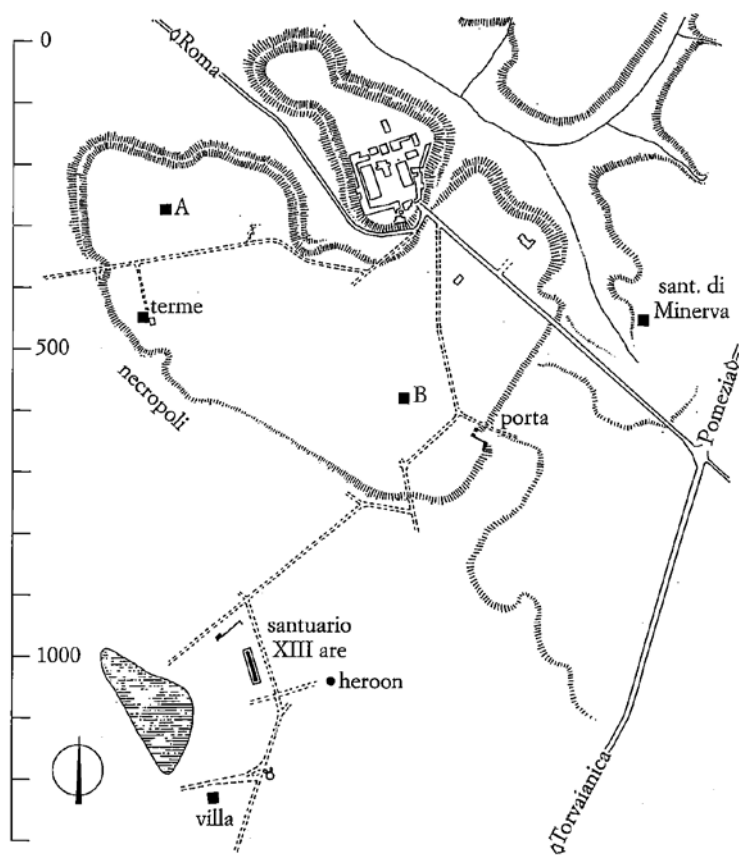 0
Roma
A
sant. di
Minerva
terme
500
necropoli
B
porta
Pomezia
santuario
XIII are
1000
heroon
villa
Torvaianica